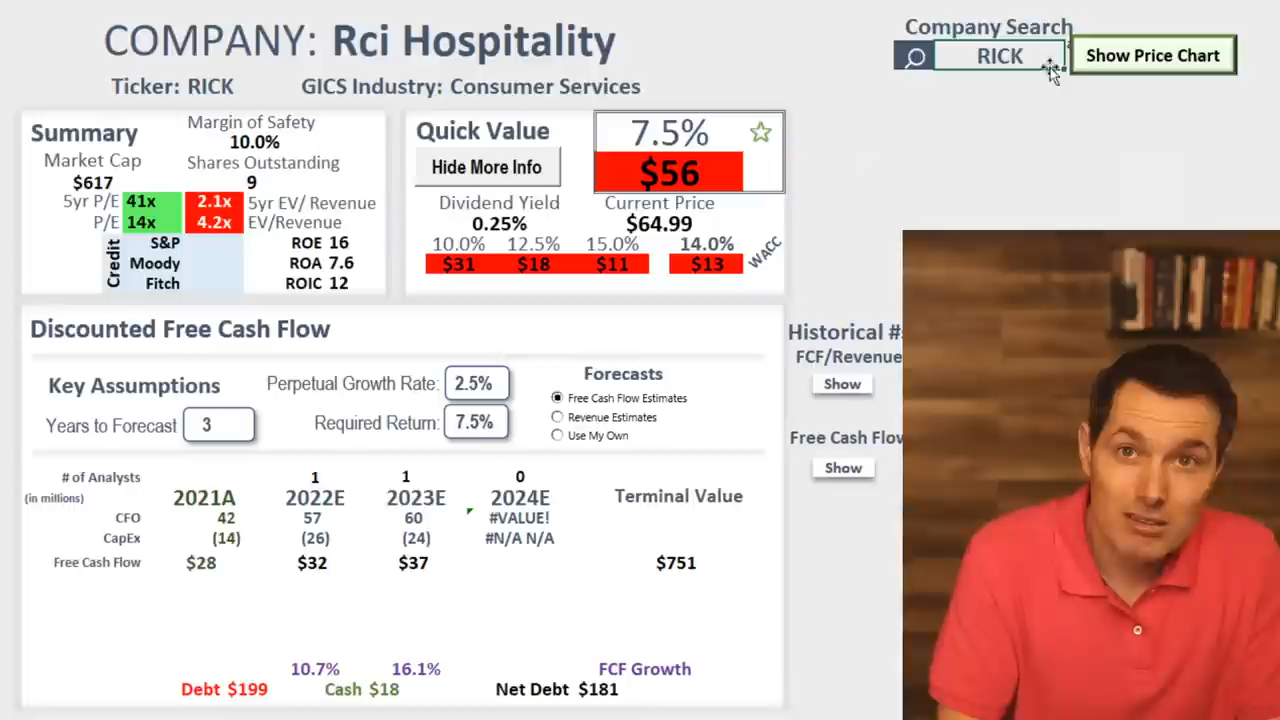 COMPANY: Rci Hospitality
Ticker: RICK GICS Industry: Consumer Services
Company Search
RICK
Show Price Chart
Summary
Margin of Safety
10.0%
Market Cap Shares Outstanding
$617 9
5yr P/E 41x 2.1x 5yr EV/ Revenue
P/E 14x 4.2x EV/Revenue
Credit
S&P ROE 16
Moody ROA 7.6
Fitch ROIC 12
Quick Value
7.5%
Hide More Info
$56
Dividend Yield Current Price
0.25% $64.99
10.0% 12.5% 15.0% 14.0%
$31 $18 $11 $13
WACC
Discounted Free Cash Flow
Key Assumptions
Perpetual Growth Rate: 2.5%
Years to Forecast 3
Required Return: 7.5%
Forecasts
Free Cash Flow Estimates
Revenue Estimates
Use My Own
# of Analysts 1 1 0
(in millions) 2021A 2022E 2023E 2024E Terminal Value
CFO 42 57 60 #VALUE!
CapEx (14) (26) (24) #N/A N/A
Free Cash Flow $28 $32 $37 $751
10.7% 16.1% FCF Growth
Debt $199 Cash $18 Net Debt $181
Historical #
FCF/Revenue
Show
Free Cash Flow
Show